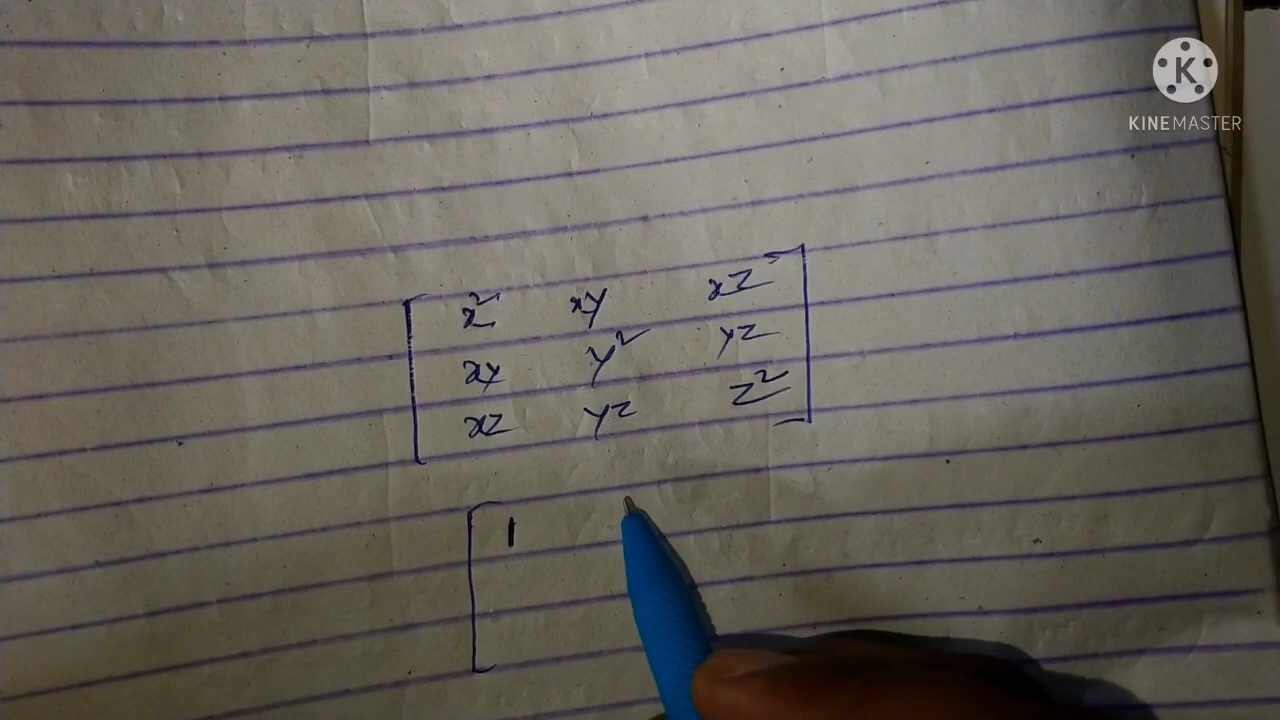 K
KINEMASTER
x² xy xz
xy y² yz
xz yz z²
1